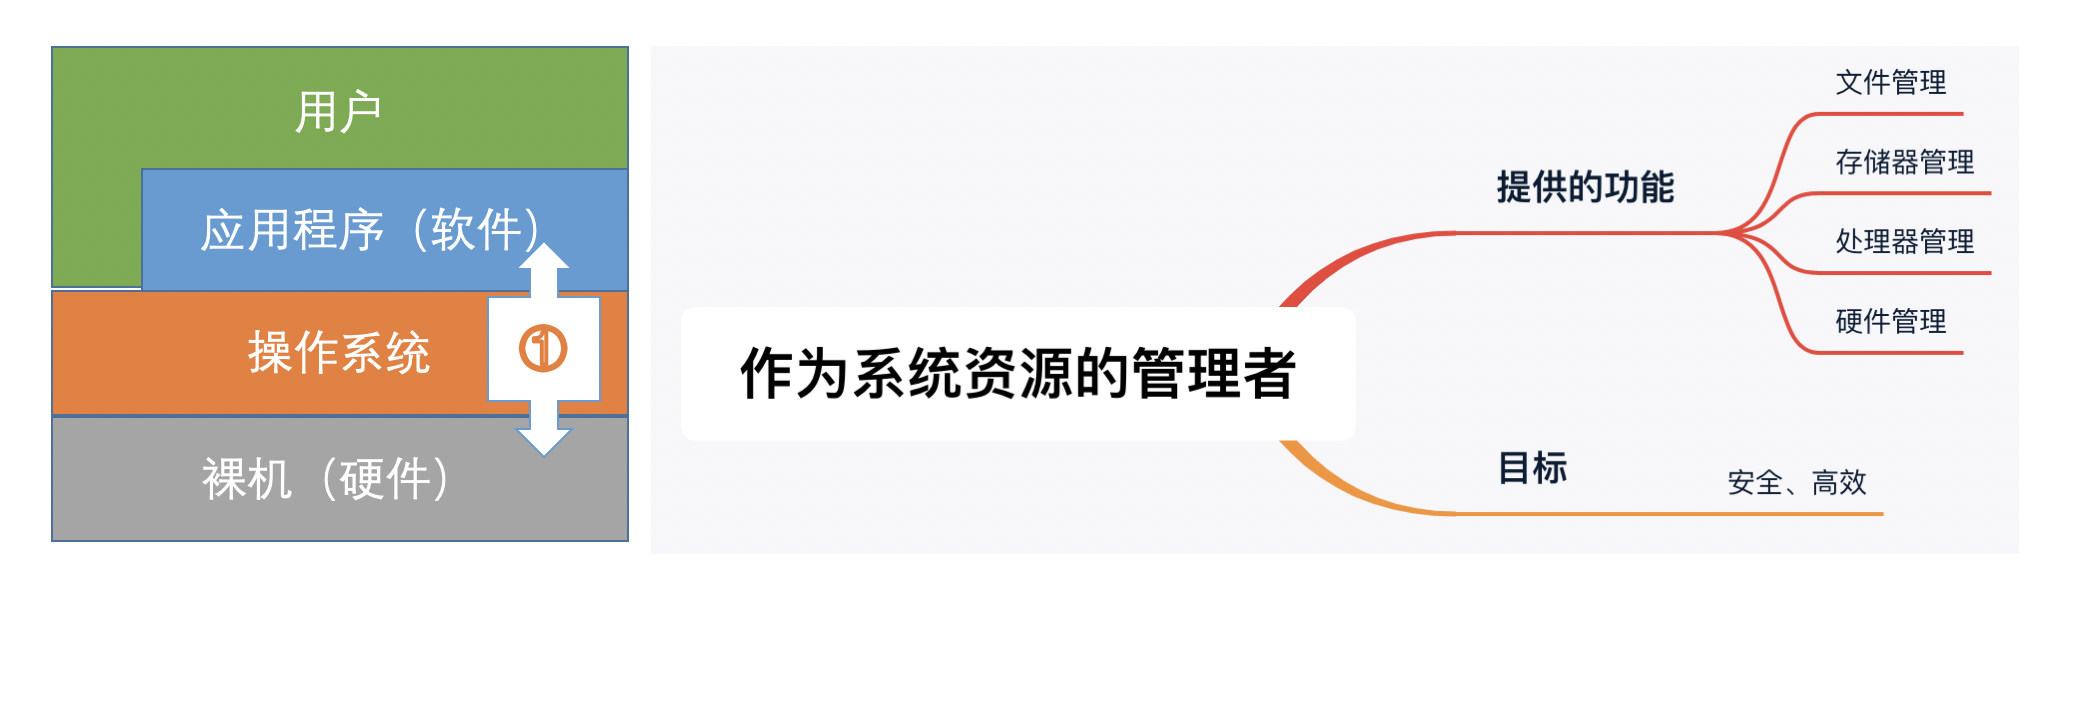 用户
应用程序（软件）
操作系统
①
裸机（硬件）
作为系统资源的管理者
提供的功能
文件管理
存储器管理
处理器管理
硬件管理
目标
安全、高效